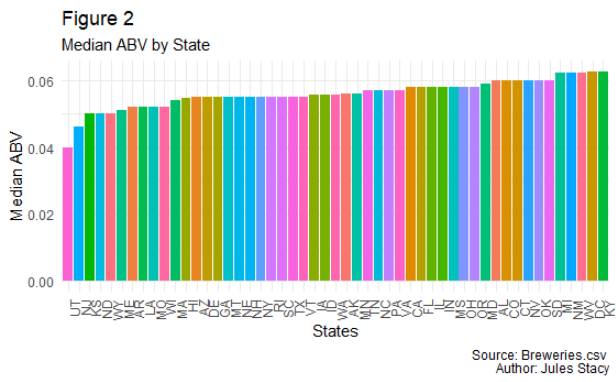 Figure 2
Median ABV by State
0.06
0.04
0.02
0.00
Median ABV
UT NJ KS ND WY ME AR LA MO WI MA HI AZ DE GA MT NE NH NY RI SC TX VT IA ID WA AK MN TN NC PA VA CA FL IL IN MS OH OR MD AL CO CT NV OK SD MI NM WV DC KY
States
Source: Breweries.csv
Author: Jules Stacy